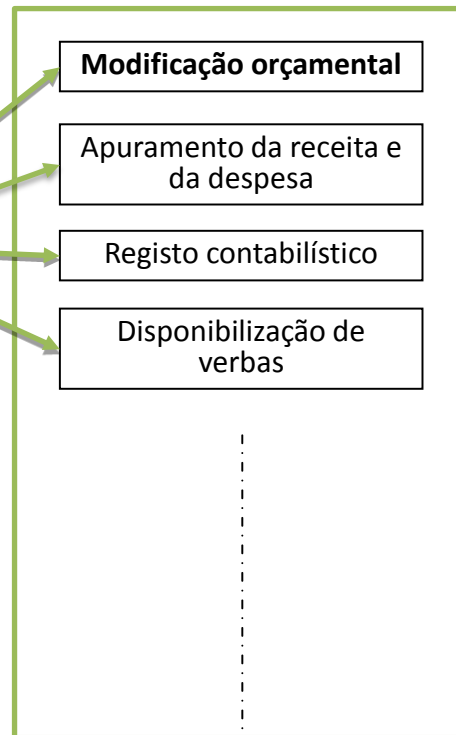 Modificação orçamental
Apuramento da receita e
da despesa
Registo contabilístico
Disponibilização de
verbas